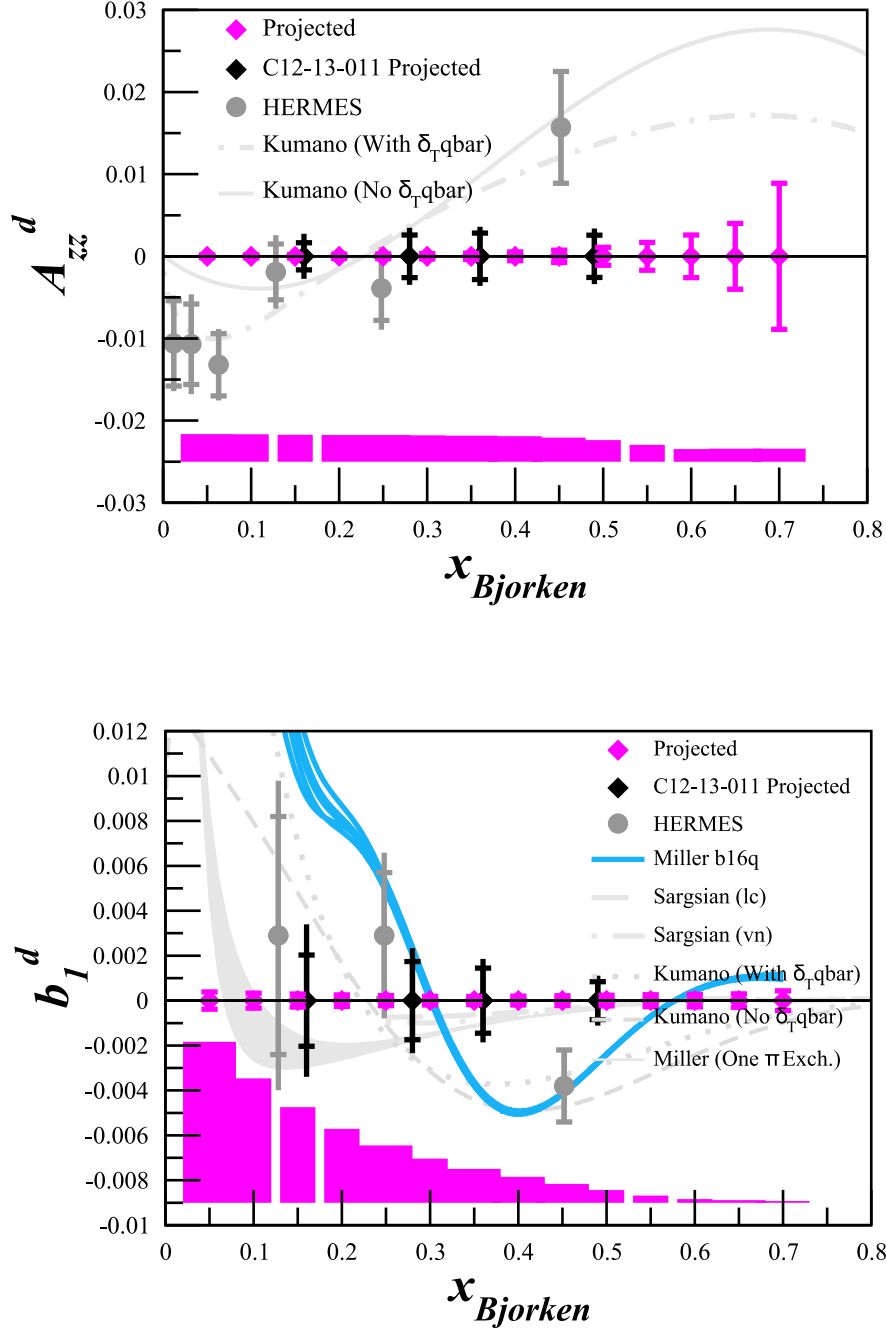 Projected
C12-13-011 Projected
HERMES
Kumano (With δTqbar)
Kumano (No δTqbar)
0.03
0.02
0.01
0
-0.01
-0.02
-0.03
Azz d
0 0.1 0.2 0.3 0.4 0.5 0.6 0.7 0.8
xBjorken
Projected
C12-13-011 Projected
HERMES
Miller b16q
Sargsian (lc)
Sargsian (vn)
Kumano (With δTqbar)
Kumano (No δTqbar)
Miller (One π Exch.)
0.012
0.01
0.008
0.006
0.004
0.002
0
-0.002
-0.004
-0.006
-0.008
-0.01
b1 d
0 0.1 0.2 0.3 0.4 0.5 0.6 0.7 0.8
xBjorken